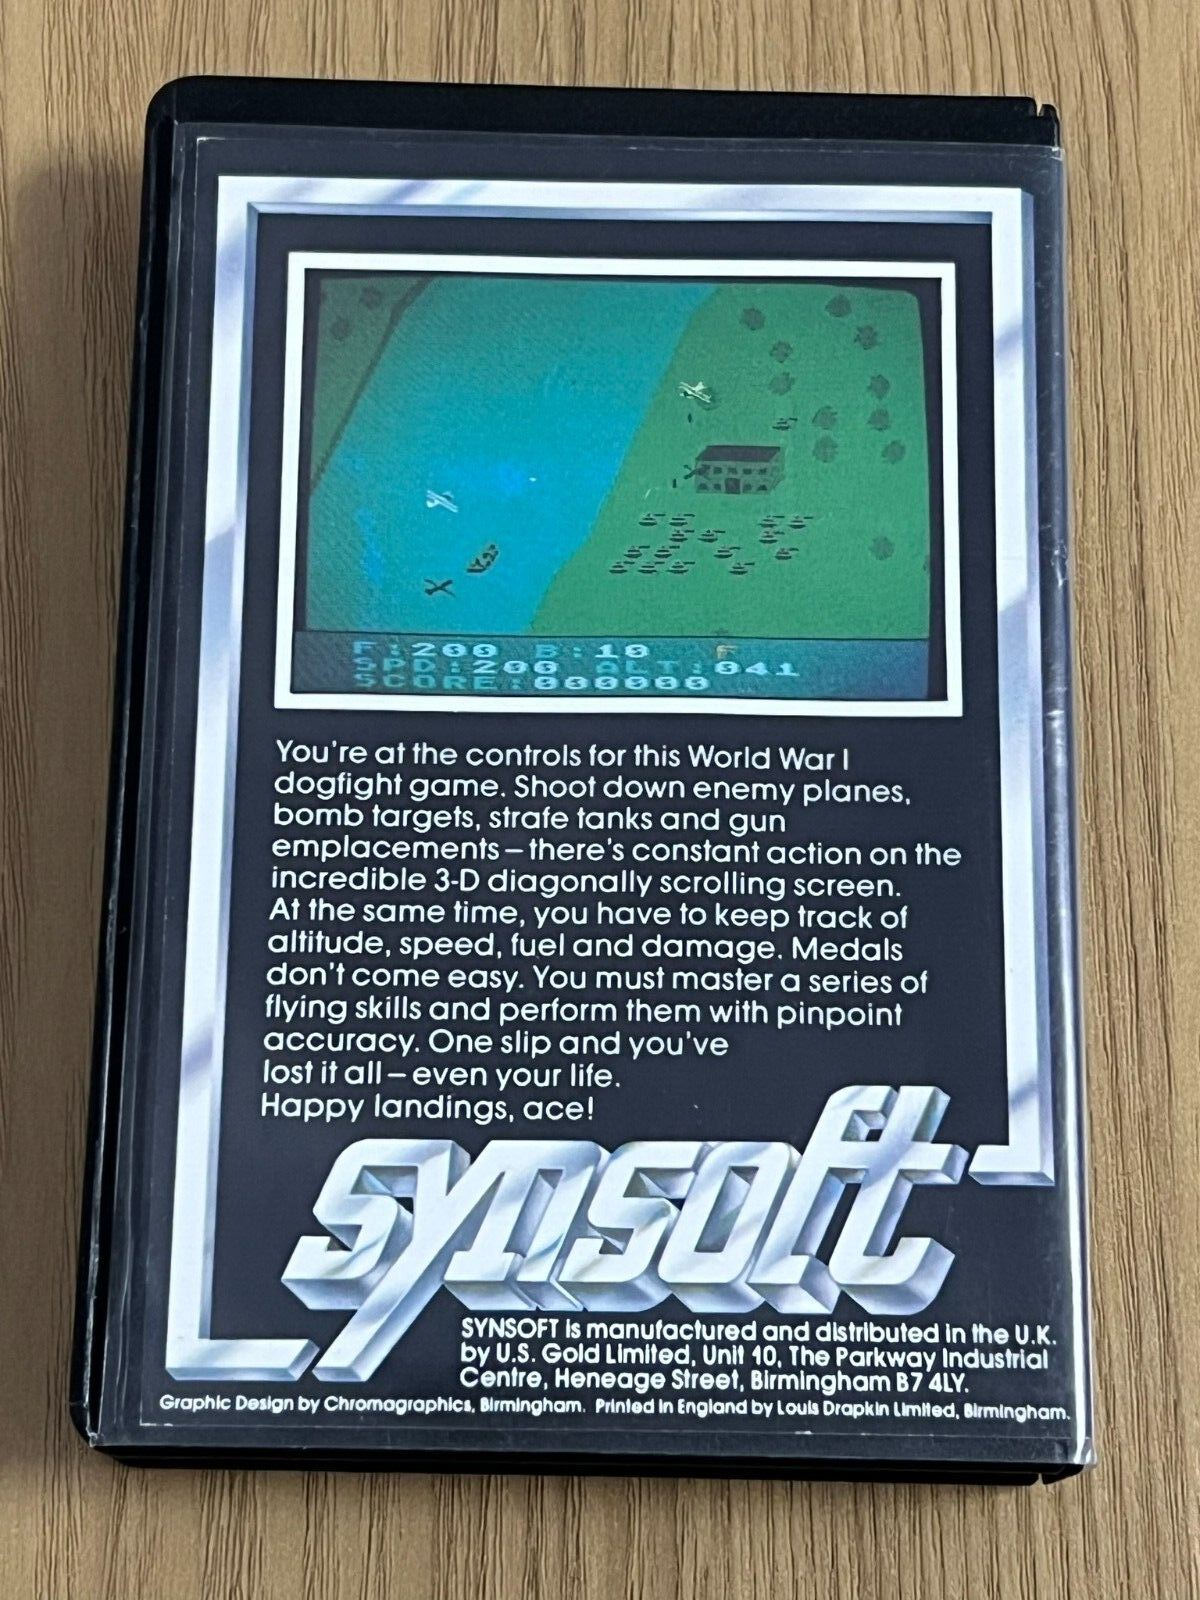 F:200 B:10 F
SPD:200 ALT:041
SCORE:000000
You're at the controls for this World War I
dogfight game. Shoot down enemy planes,
bomb targets, strafe tanks and gun
emplacements – there's constant action on the
incredible 3-D diagonally scrolling screen.
At the same time, you have to keep track of
altitude, speed, fuel and damage. Medals
don't come easy. You must master a series of
flying skills and perform them with pinpoint
accuracy. One slip and you've
lost it all – even your life.
Happy landings, ace!
synsoft
SYNSOFT is manufactured and distributed in the U.K.
by U.S. Gold Limited, Unit 10, The Parkway Industrial
Centre, Heneage Street, Birmingham B7 4LY.
Graphic Design by Chromagraphics, Birmingham. Printed in England by Louis Drapkin Limited, Birmingham.